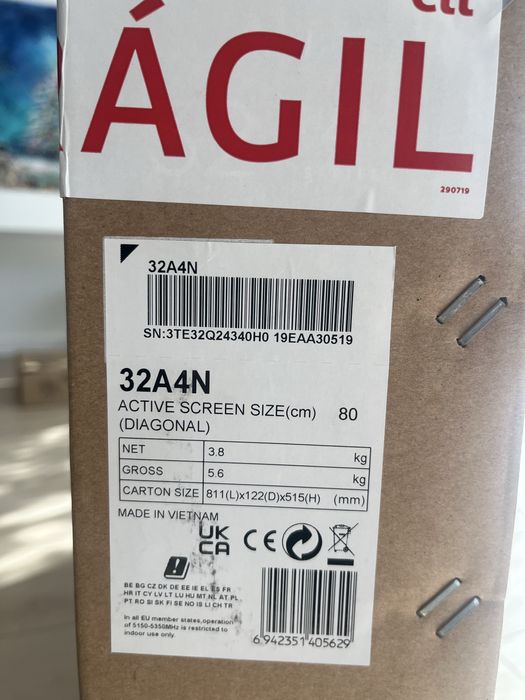 ÁGIL
290719
32A4N
SN:3TE32Q24340H0 19EAA30519
32A4N
ACTIVE SCREEN SIZE(cm) 80
(DIAGONAL)
NET 3.8 kg
GROSS 5.6 kg
CARTON SIZE 811(L)x122(D)x515(H) (mm)
MADE IN VIETNAM
UK
CA
CE
BE BG CZ DK DE EE IE EL ES FR
HR IT CY LV LT LU HU MT NL AT PL
PT RO SI SK FI SE NO IS LI CH TR
In all EU member states,operation
of 5150-5350MHz is restricted to
indoor use only.
6 942351 405629